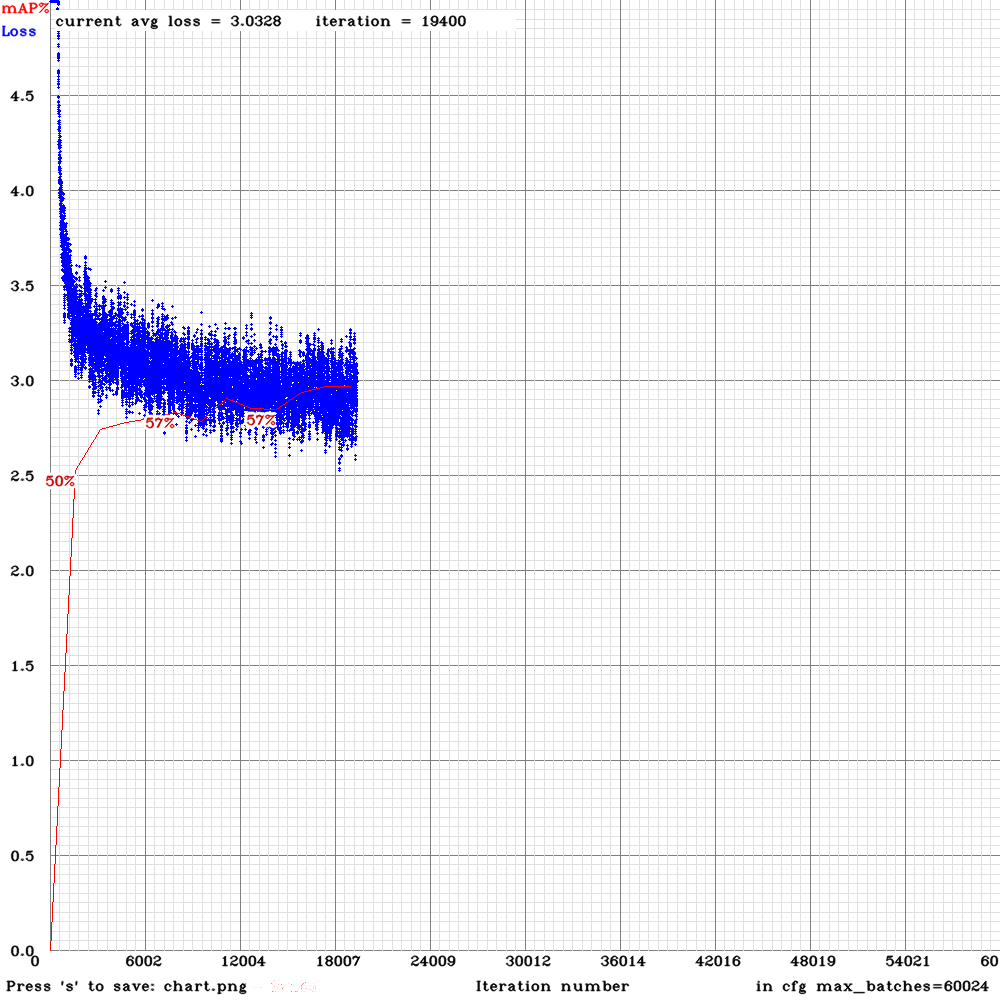 mAP%
current avg loss = 3.0328    iteration = 19400
Loss
4.5
4.0
3.5
3.0
57%
57%
2.5
50%
2.0
1.5
1.0
0.5
0.0
0 6002 12004 18007 24009 30012 36014 42016 48019 54021 60
Press 's' to save: chart.png Iteration number in cfg max_batches=60024